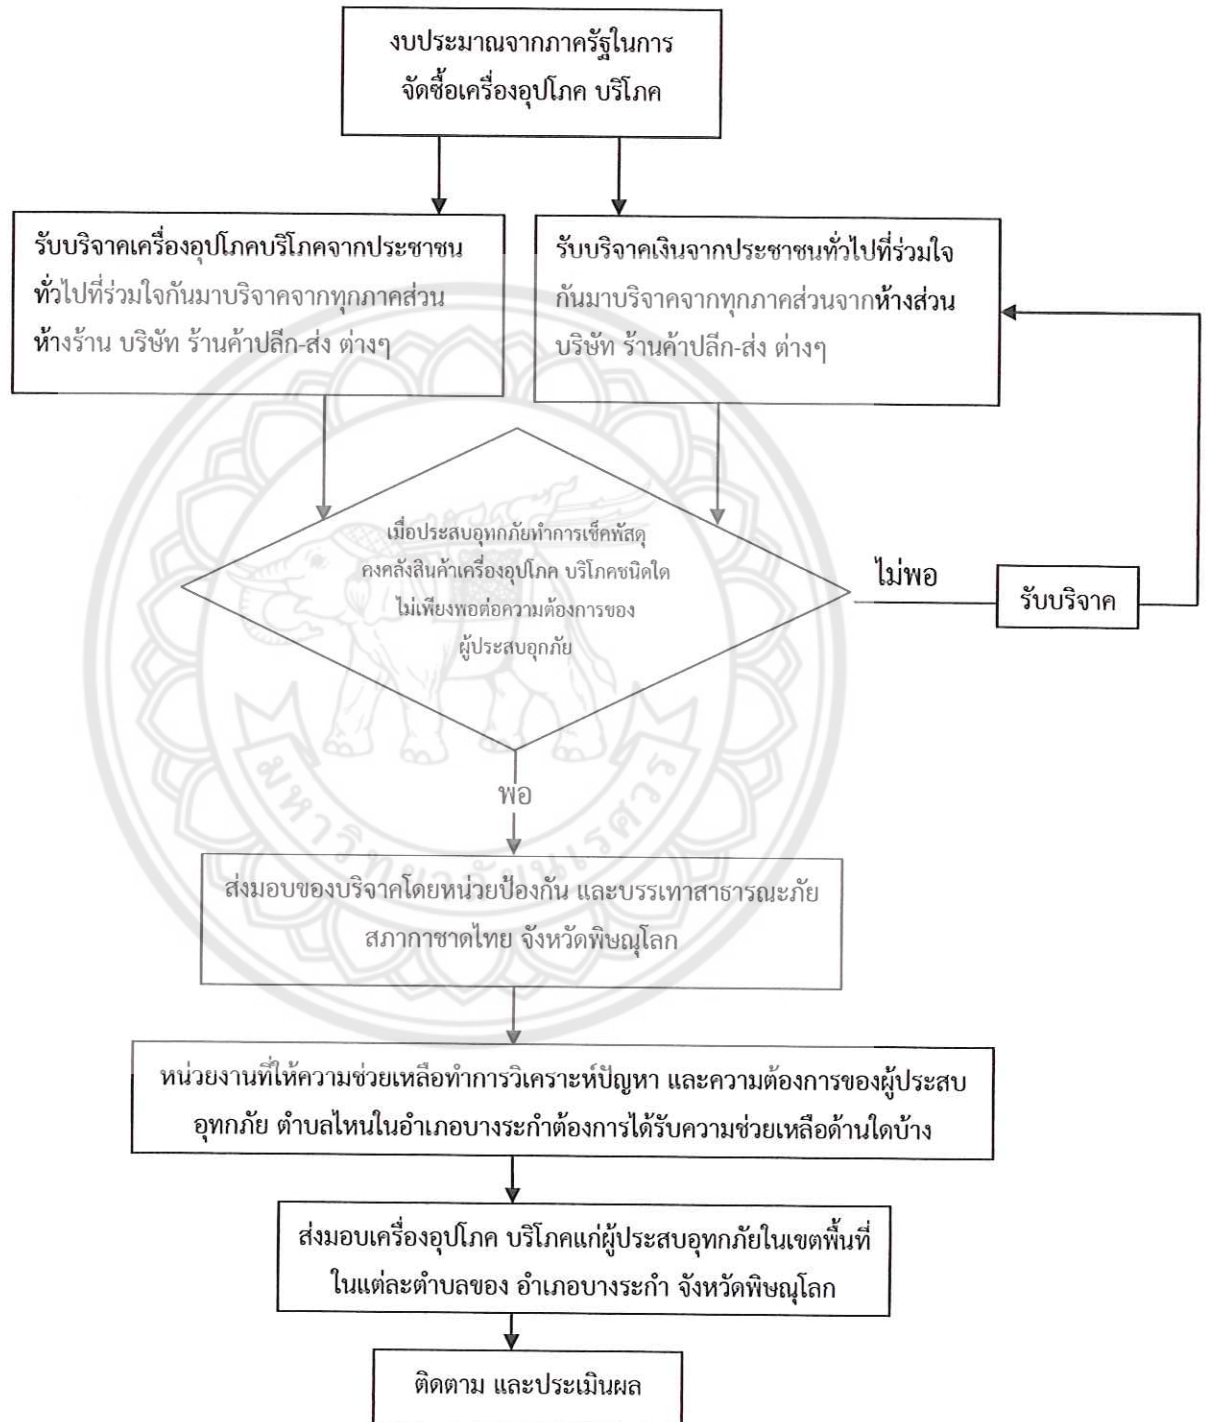 งบประมาณจากภาครัฐในการ
จัดซื้อเครื่องอุปโภค บริโภค
รับบริจาคเครื่องอุปโภคบริโภคจากประชาชน
ทั่วไปที่ร่วมใจกันมาบริจาคจากทุกภาคส่วน
ห้างร้าน บริษัท ร้านค้าปลีก-ส่ง ต่างๆ
รับบริจาคเงินจากประชาชนทั่วไปที่ร่วมใจ
กันมาบริจาคจากทุกภาคส่วนจากห้างส่วน
บริษัท ร้านค้าปลีก-ส่ง ต่างๆ
เมื่อประสบอุทกภัยทำการเช็คพัสดุ
คงคลังสินค้าเครื่องอุปโภค บริโภคชนิดใด
ไม่เพียงพอต่อความต้องการของ
ผู้ประสบอุกภัย
ไม่พอ
รับบริจาค
พอ
มหาวิทยาลัยนเรศวร
ส่งมอบของบริจาคโดยหน่วยป้องกัน และบรรเทาสาธารณะภัย
สภากาชาดไทย จังหวัดพิษณุโลก
หน่วยงานที่ให้ความช่วยเหลือทำการวิเคราะห์ปัญหา และความต้องการของผู้ประสบ
อุทกภัย ตำบลไหนในอำเภอบางระกำต้องการได้รับความช่วยเหลือด้านใดบ้าง
ส่งมอบเครื่องอุปโภค บริโภคแก่ผู้ประสบอุทกภัยในเขตพื้นที่
ในแต่ละตำบลของ อำเภอบางระกำ จังหวัดพิษณุโลก
ติดตาม และประเมินผล